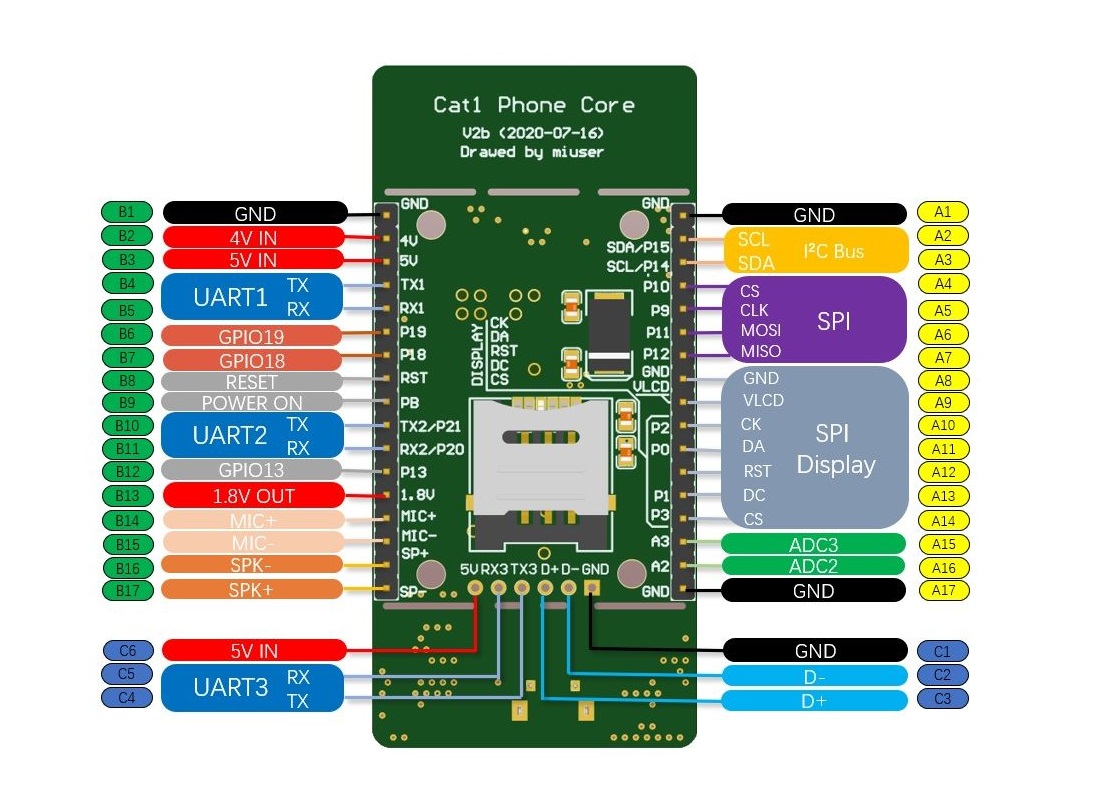 Cat1 Phone Core
V2b (2020-07-16)
Drawed by miuser
B1 GND
B2 4V IN
B3 5V IN
B4 UART1 TX
B5 RX
B6 GPIO19
B7 GPIO18
B8 RESET
B9 POWER ON
B10 UART2 TX
B11 RX
B12 GPIO13
B13 1.8V OUT
B14 MIC+
B15 MIC-
B16 SPK-
B17 SPK+
GND
4V
5V
TX1
RX1
P19
P18
RST
PB
TX2/P21
RX2/P20
P13
1.8V
MIC+
MIC-
SP+
SP-
DISPLAY
CK
DA
RST
DC
CS
GND
SDA/P15
SCL/P14
P10
P9
P11
P12
GND
VLCD
P2
P0
P1
P3
A3
A2
GND
5V RX3 TX3 D+ D- GND
GND A1
SCL I²C Bus A2
SDA A3
CS SPI A4
CLK A5
MOSI A6
MISO A7
GND SPI Display A8
VLCD A9
CK A10
DA A11
RST A12
DC A13
CS A14
ADC3 A15
ADC2 A16
GND A17
C6 5V IN
C5 UART3 RX
C4 TX
GND C1
D- C2
D+ C3